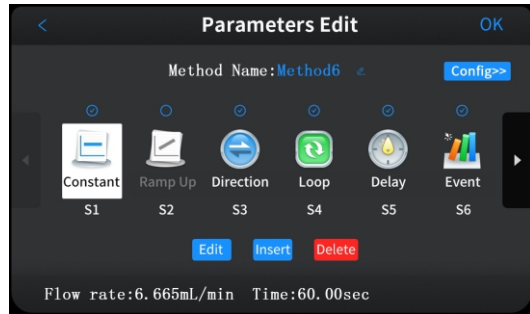 < Parameters Edit OK
Method Name:Method6 Config>>
Constant Ramp Up Direction Loop Delay Event
S1 S2 S3 S4 S5 S6
Edit Insert Delete
Flow rate:6.665mL/min Time:60.00sec